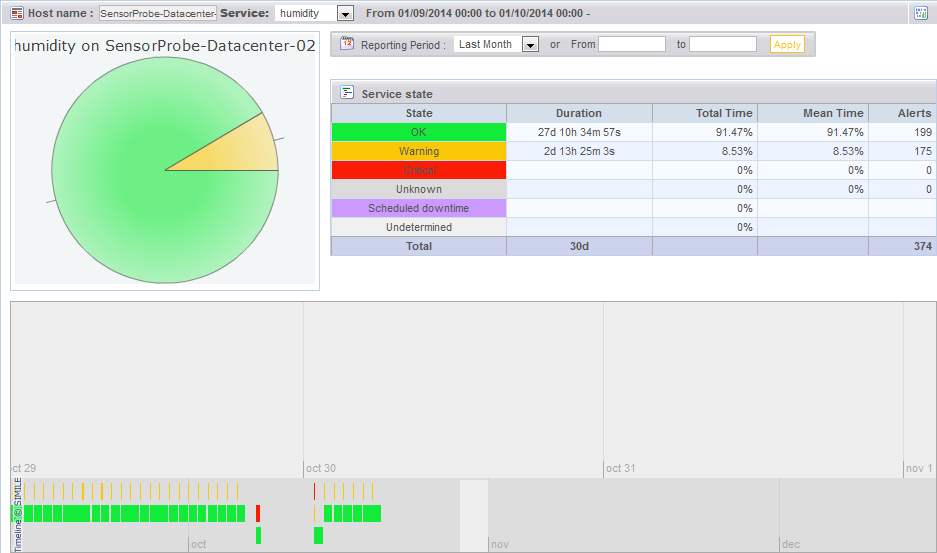 Host name : SensorProbe-Datacenter- Service: humidity From 01/09/2014 00:00 to 01/10/2014 00:00 -
humidity on SensorProbe-Datacenter-02
12 Reporting Period : Last Month or From to Apply
Service state
State Duration Total Time Mean Time Alerts
OK 27d 10h 34m 57s 91.47% 91.47% 199
Warning 2d 13h 25m 3s 8.53% 8.53% 175
Critical 0% 0% 0
Unknown 0% 0% 0
Scheduled downtime 0%
Undetermined 0%
Total 30d 374
oct 29 oct 30 oct 31 nov 1
Timeline © SIMILE
oct nov dec